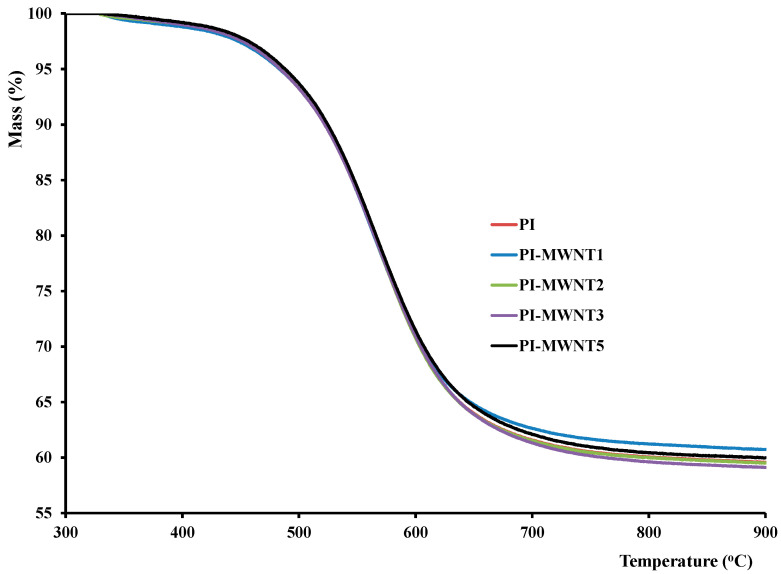 100
95
90
85
80
75
70
65
60
55
Mass (%)
300 400 500 600 700 800 900
Temperature (ºC)
PI
PI-MWNT1
PI-MWNT2
PI-MWNT3
PI-MWNT5